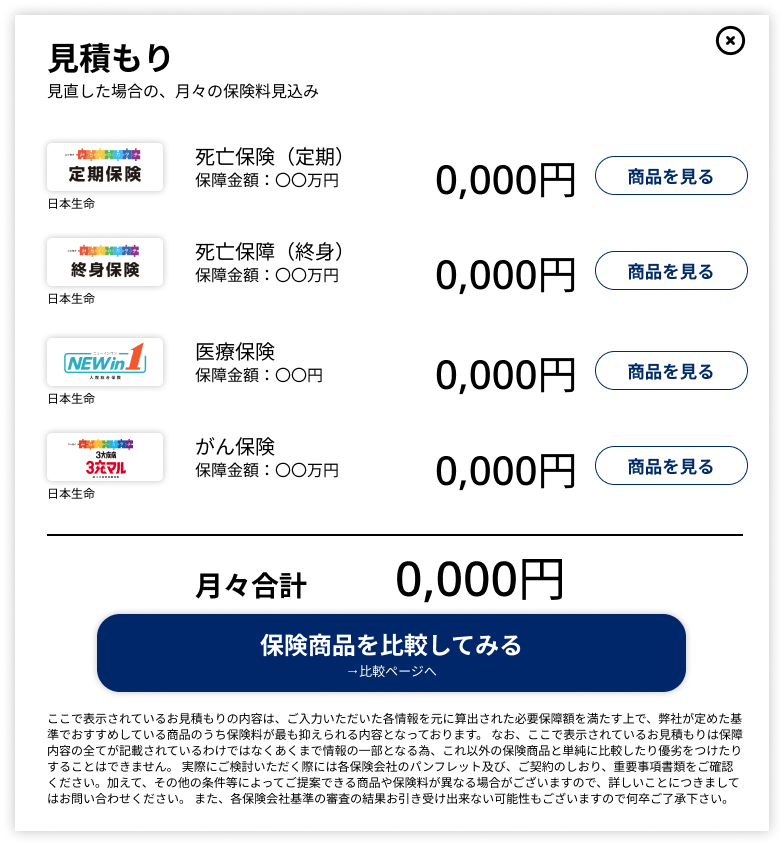 見積もり
見直した場合の、月々の保険料見込み
定期保険
日本生命
死亡保険（定期）
保障金額：〇〇万円
0,000円
商品を見る
終身保険
日本生命
死亡保障（終身）
保障金額：〇〇万円
0,000円
商品を見る
ニューインワン
NEWin1
入院総合保険
日本生命
医療保険
保障金額：〇〇円
0,000円
商品を見る
3大疾病
3充マル
日本生命
がん保険
保障金額：〇〇万円
0,000円
商品を見る
月々合計
0,000円
保険商品を比較してみる
→比較ページへ
ここで表示されているお見積もりの内容は、ご入力いただいた各情報を元に算出された必要保障額を満たす上で、弊社が定めた基
準でおすすめしている商品のうち保険料が最も抑えられる内容となっております。 なお、ここで表示されているお見積もりは保障
内容の全てが記載されているわけではなくあくまで情報の一部となる為、これ以外の保険商品と単純に比較したり優劣をつけたり
することはできません。 実際にご検討いただく際には各保険会社のパンフレット及び、ご契約のしおり、重要事項書類をご確認
ください。加えて、その他の条件等によってご提案できる商品や保険料が異なる場合がございますので、詳しいことにつきまして
はお問い合わせください。 また、各保険会社基準の審査の結果お引き受け出来ない可能性もございますので何卒ご了承下さい。